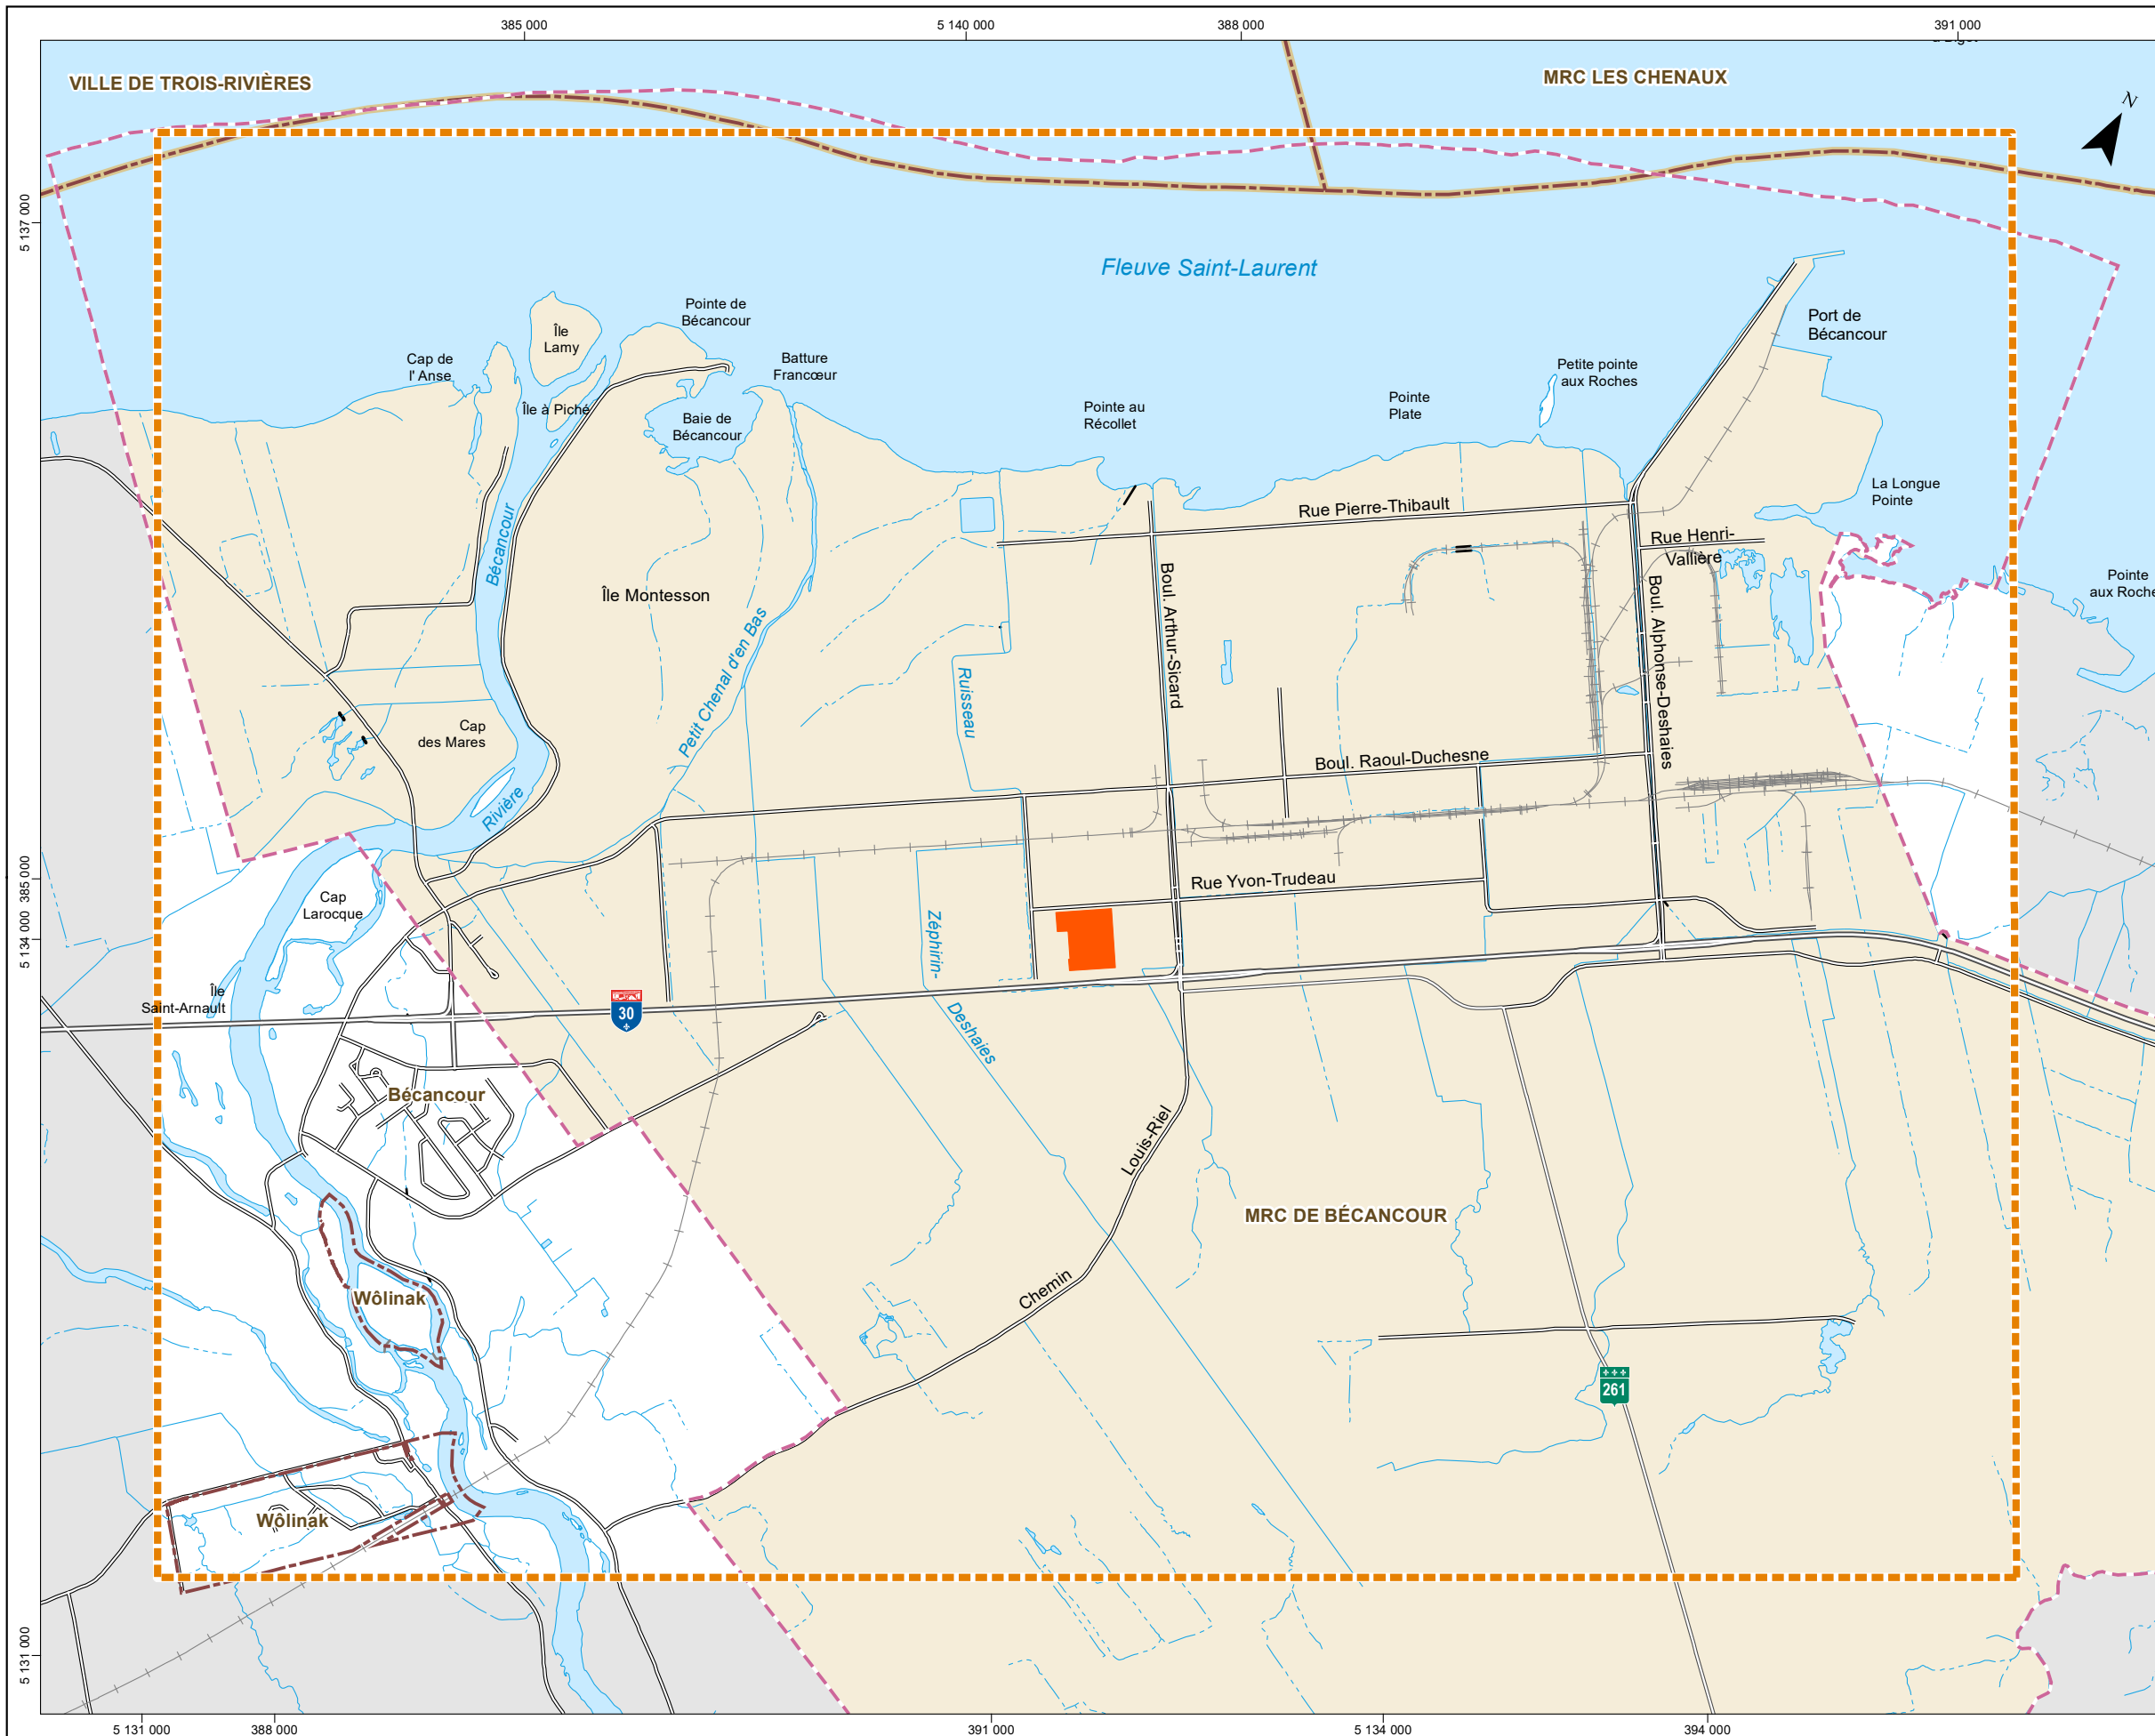 385 000
5 140 000
388 000
391 000
VILLE DE TROIS-RIVIÈRES
MRC LES CHENAUX
N
5 137 000
Fleuve Saint-Laurent
Pointe de
Bécancour
Île
Lamy
Port de
Bécancour
Cap de
l' Anse
Batture
Francœur
Petite pointe
aux Roches
Île à Piché
Baie de
Bécancour
Pointe au
Récollet
Pointe
Plate
La Longue
Pointe
Rue Pierre-Thibault
Rue Henri-
Vallière
Bécancour
Île Montesson
Boul. Arthur-Sicard
Boul. Alphonse-Deshaies
Pointe
aux Roche
Petit Chenal d'en Bas
Ruisseau
Cap
des Mares
Boul. Raoul-Duchesne
Rivière
385 000
Rue Yvon-Trudeau
Cap
Larocque
5 134 000
Zéphirin-
Île
Saint-Arnault
30
Deshaies
Bécancour
Louis-Riel
MRC DE BÉCANCOUR
Wôlinak
Chemin
261
Wôlinak
5 131 000
5 131 000
388 000
391 000
5 134 000
394 000